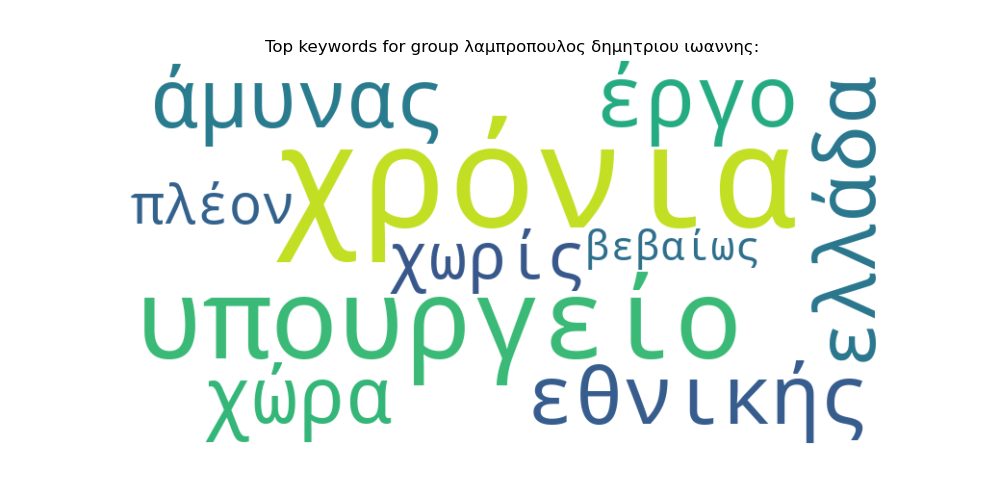 Top keywords for group λαμπροπουλος δημητριου ιωαννης:
άμυνας
έργο
ελλάδα
χρόνια
πλέον
χωρίς
βεβαίως
υπουργείο
χώρα
εθνικής